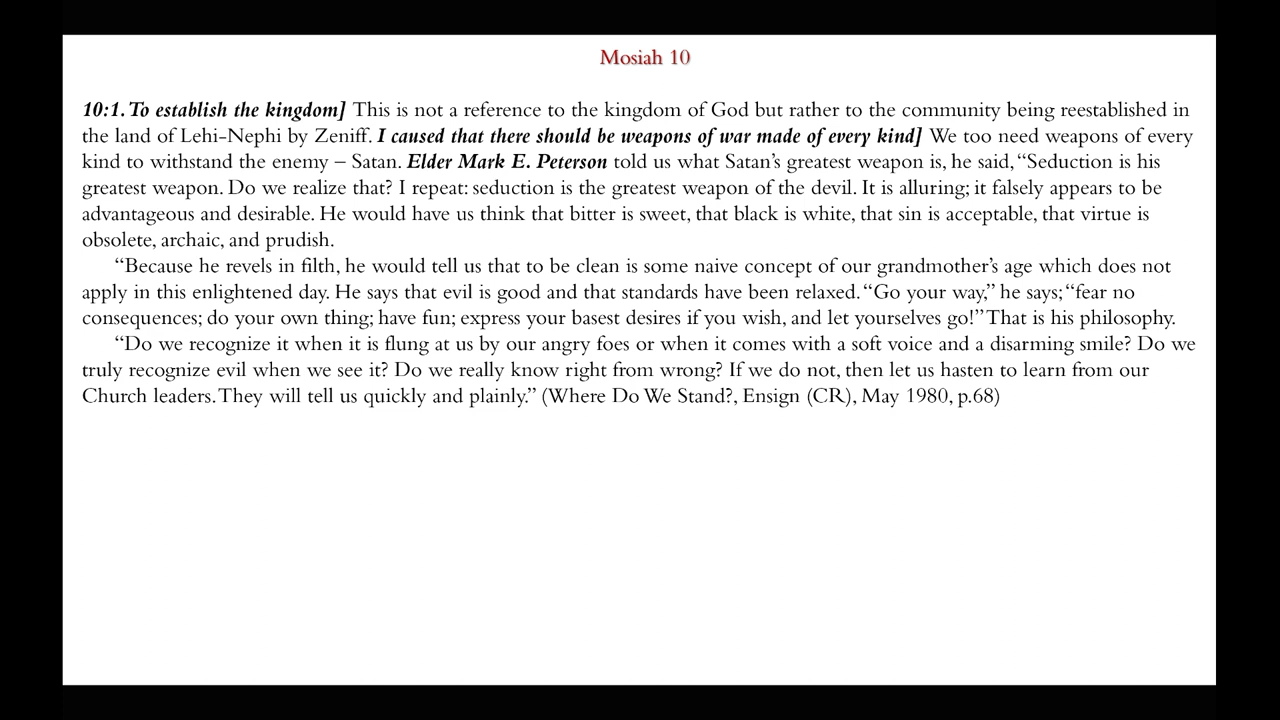 Mosiah 10
10:1. To establish the kingdom] This is not a reference to the kingdom of God but rather to the community being reestablished in
the land of Lehi-Nephi by Zeniff. I caused that there should be weapons of war made of every kind] We too need weapons of every
kind to withstand the enemy – Satan. Elder Mark E. Peterson told us what Satan’s greatest weapon is, he said, “Seduction is his
greatest weapon. Do we realize that? I repeat: seduction is the greatest weapon of the devil. It is alluring; it falsely appears to be
advantageous and desirable. He would have us think that bitter is sweet, that black is white, that sin is acceptable, that virtue is
obsolete, archaic, and prudish.
“Because he revels in filth, he would tell us that to be clean is some naive concept of our grandmother’s age which does not
apply in this enlightened day. He says that evil is good and that standards have been relaxed. “Go your way,” he says; “fear no
consequences; do your own thing; have fun; express your basest desires if you wish, and let yourselves go!” That is his philosophy.
“Do we recognize it when it is flung at us by our angry foes or when it comes with a soft voice and a disarming smile? Do we
truly recognize evil when we see it? Do we really know right from wrong? If we do not, then let us hasten to learn from our
Church leaders. They will tell us quickly and plainly.” (Where Do We Stand?, Ensign (CR), May 1980, p.68)